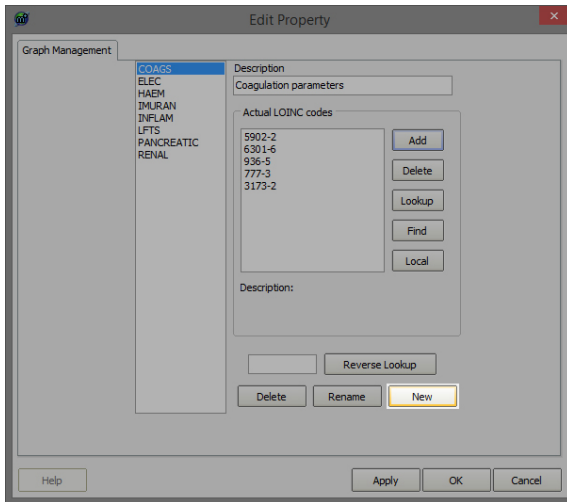 Edit Property
Graph Management
COAGS
ELEC
HAEM
IMURAN
INFLAM
LFTS
PANCREATIC
RENAL
Description
Coagulation parameters
Actual LOINC codes
5902-2
6301-6
936-5
777-3
3173-2
Add
Delete
Lookup
Find
Local
Description:
Reverse Lookup
Delete Rename New
Help Apply OK Cancel